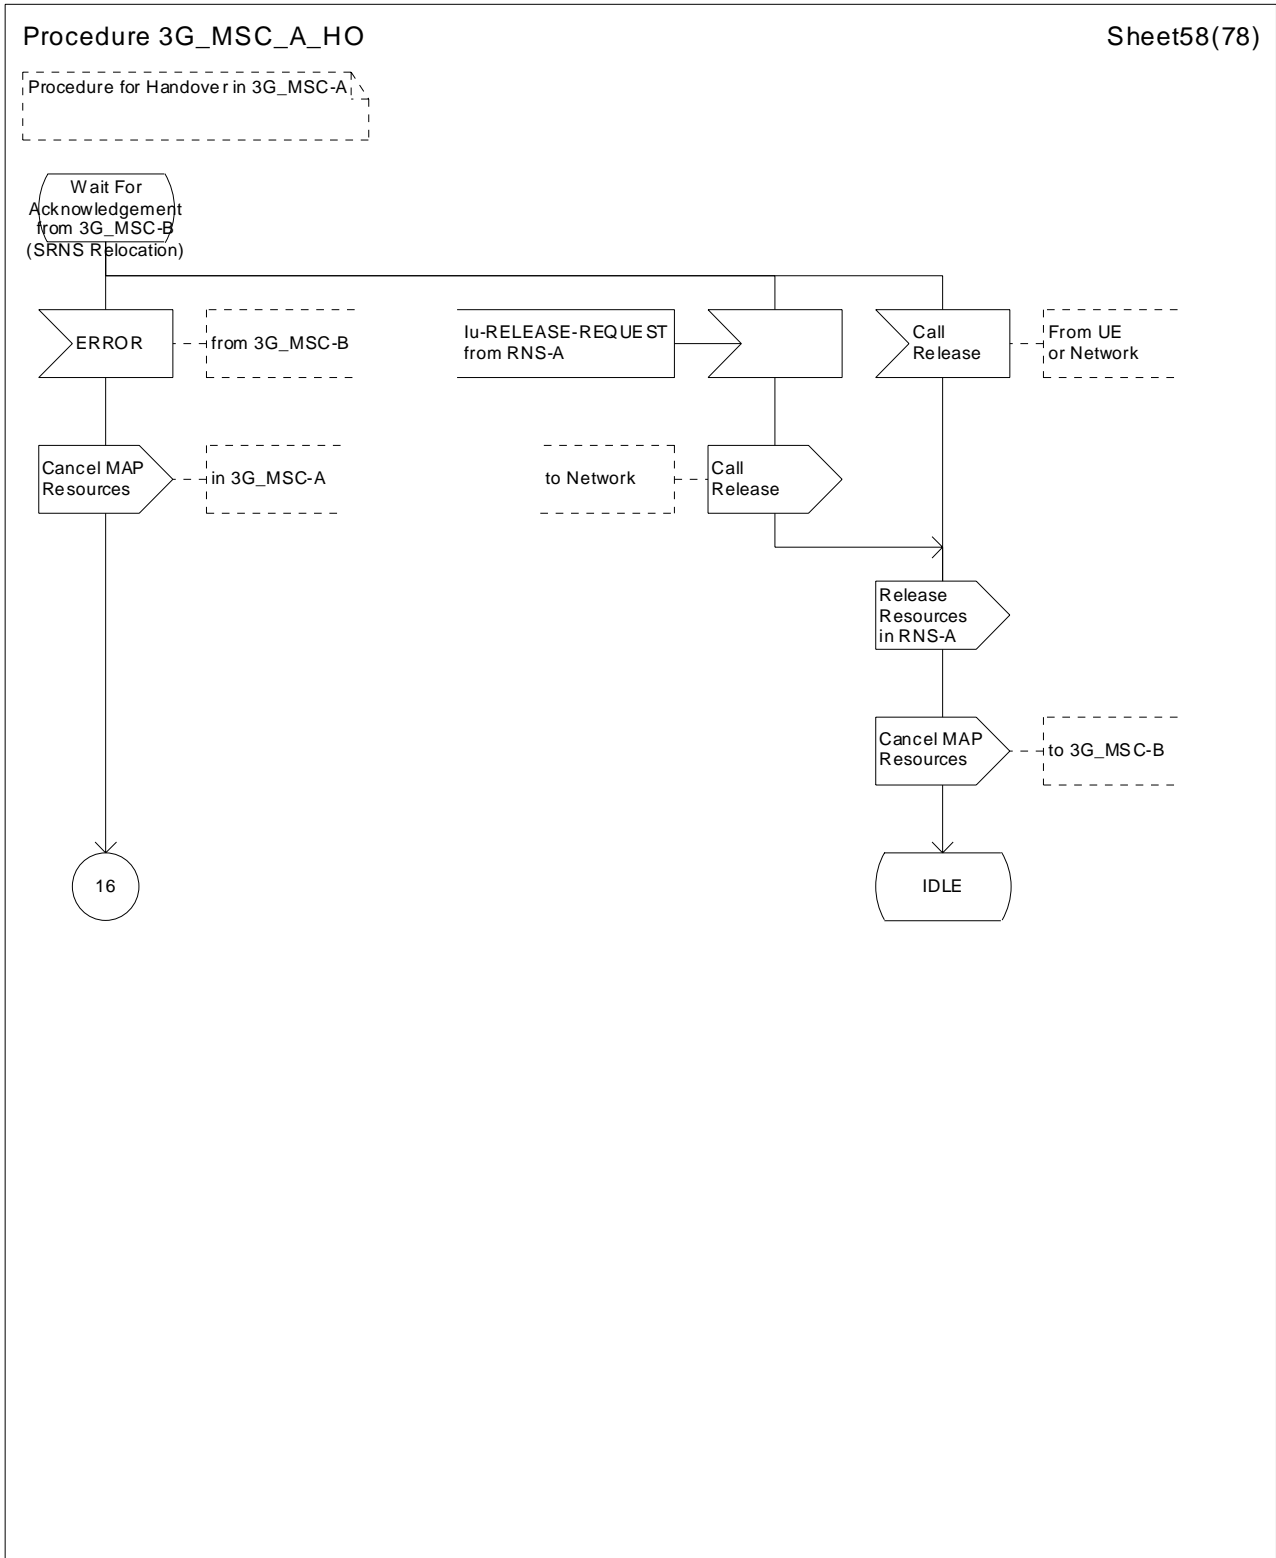 Procedure 3G_MSC_A_HO
Sheet58(78)
Procedure for Handover in 3G_MSC-A
Wait For
Acknowledgement
from 3G_MSC-B
(SRNS Relocation)
ERROR
from 3G_MSC-B
Iu-RELEASE-REQUEST
from RNS-A
Call
Release
From UE
or Network
Cancel MAP
Resources
in 3G_MSC-A
to Network
Call
Release
Release
Resources
in RNS-A
Cancel MAP
Resources
to 3G_MSC-B
16
IDLE